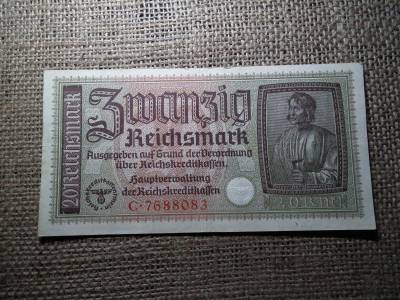 20 Reichsmark
Zwanzig
Reichsmark
Ausgegeben auf Grund der Verordnung
über Reichskreditkassen.
Hauptverwaltung
der Reichskreditkassen
C·7688083